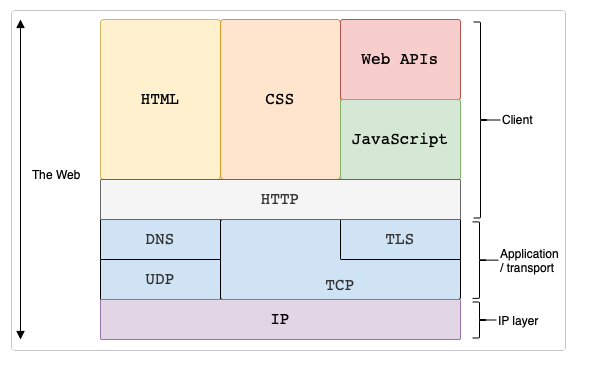 Web APIs
HTML
CSS
Client
JavaScript
The Web
HTTP
DNS
TLS
Application
/ transport
UDP
TCP
IP
IP layer